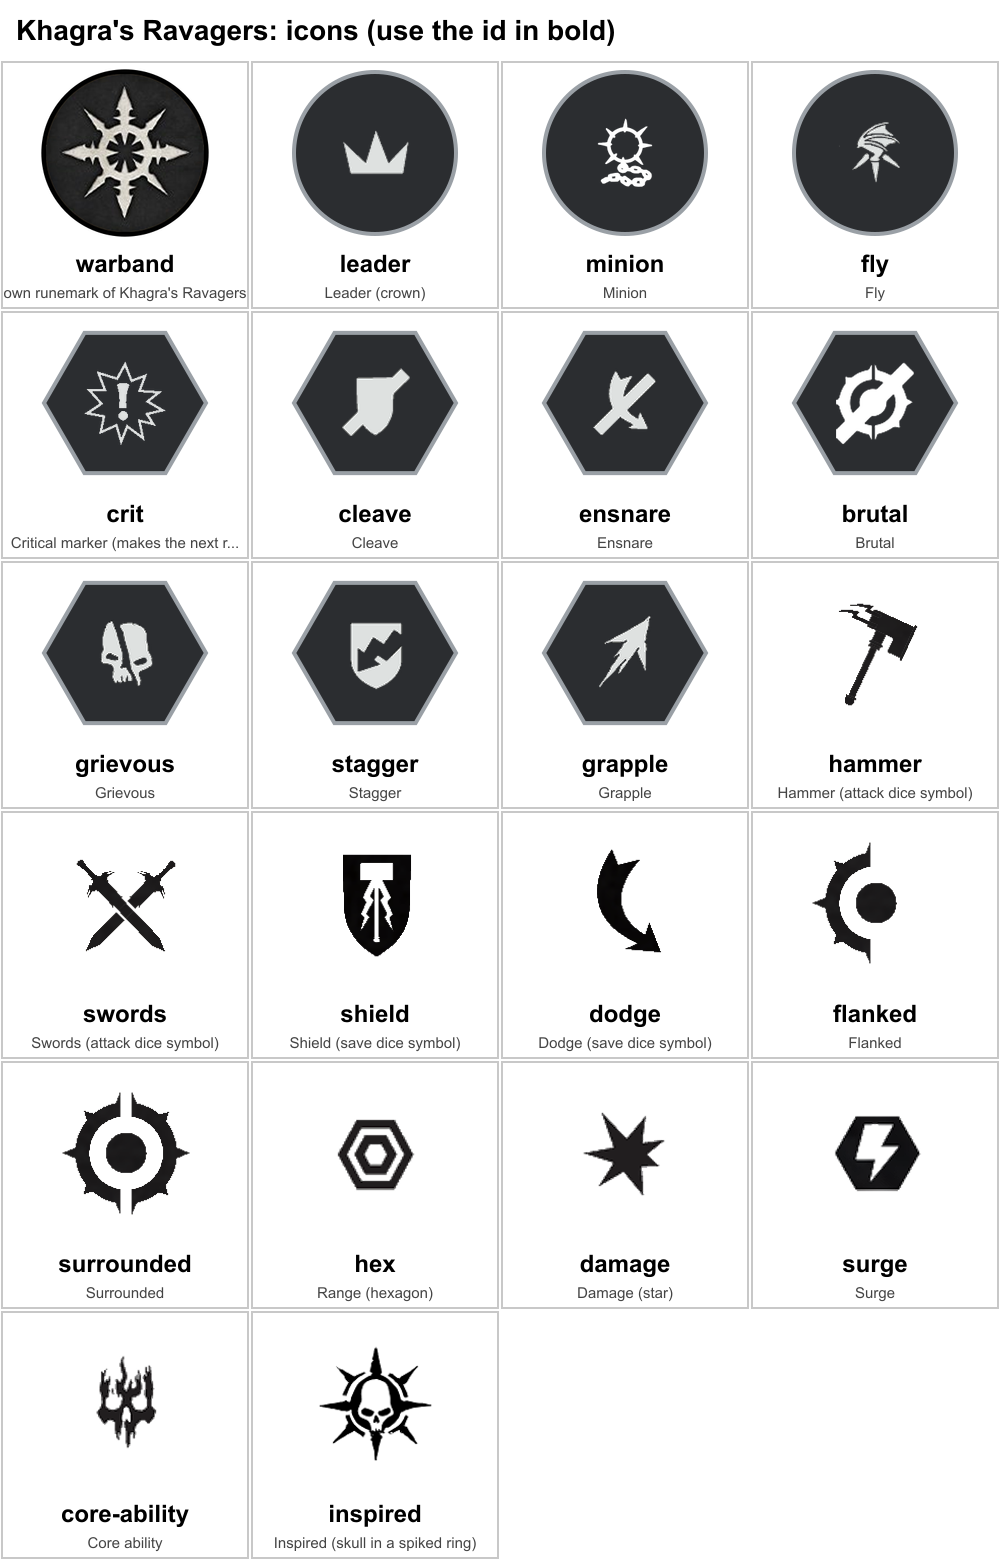 Khagra's Ravagers: icons (use the id in bold)
warband
own runemark of Khagra's Ravagers
leader
Leader (crown)
minion
Minion
fly
Fly
crit
Critical marker (makes the next r...
cleave
Cleave
ensnare
Ensnare
brutal
Brutal
grievous
Grievous
stagger
Stagger
grapple
Grapple
hammer
Hammer (attack dice symbol)
swords
Swords (attack dice symbol)
shield
Shield (save dice symbol)
dodge
Dodge (save dice symbol)
flanked
Flanked
surrounded
Surrounded
hex
Range (hexagon)
damage
Damage (star)
surge
Surge
core-ability
Core ability
inspired
Inspired (skull in a spiked ring)